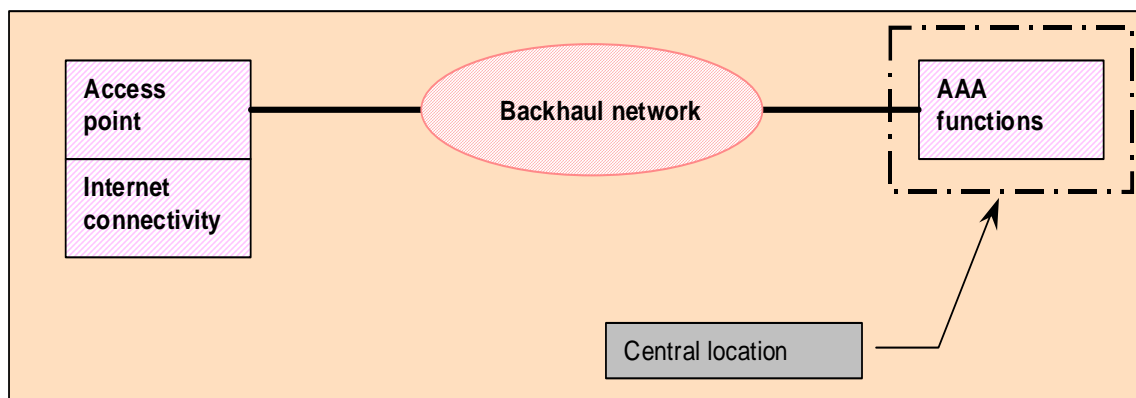 Access
point
Internet
connectivity
Backhaul network
AAA
functions
Central location